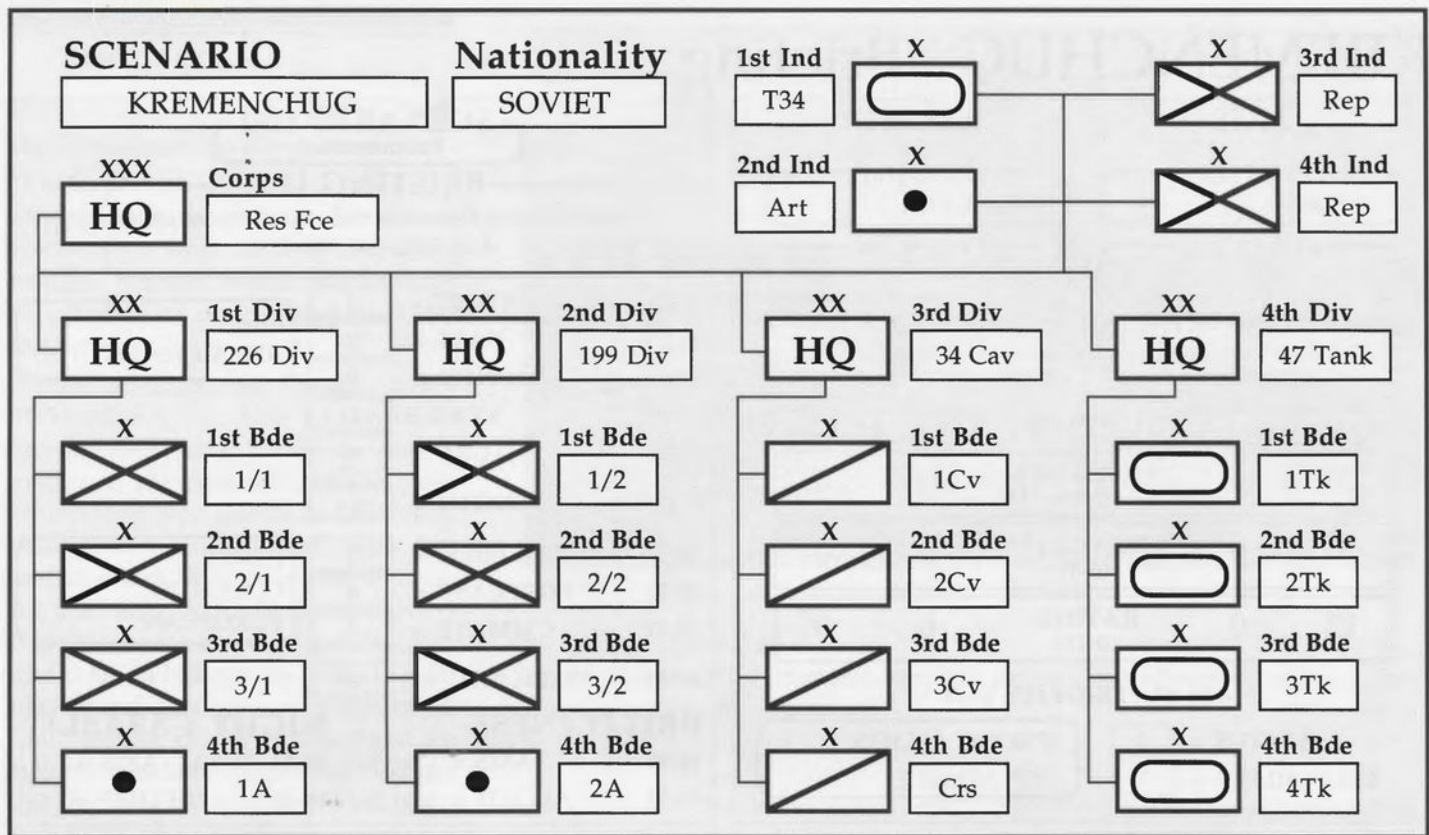 SCENARIO
KREMENCHUG
Nationality
SOVIET
1st Ind
T34
X
X
3rd Ind
Rep
2nd Ind
Art
X
X
4th Ind
Rep
XXX
HQ
Corps
Res Fce
XX
HQ
1st Div
226 Div
XX
HQ
2nd Div
199 Div
XX
HQ
3rd Div
34 Cav
XX
HQ
4th Div
47 Tank
X
1st Bde
1/1
X
1st Bde
1/2
X
1st Bde
1Cv
X
1st Bde
1Tk
X
2nd Bde
2/1
X
2nd Bde
2/2
X
2nd Bde
2Cv
X
2nd Bde
2Tk
X
3rd Bde
3/1
X
3rd Bde
3/2
X
3rd Bde
3Cv
X
3rd Bde
3Tk
X
4th Bde
1A
X
4th Bde
2A
X
4th Bde
Crs
X
4th Bde
4Tk